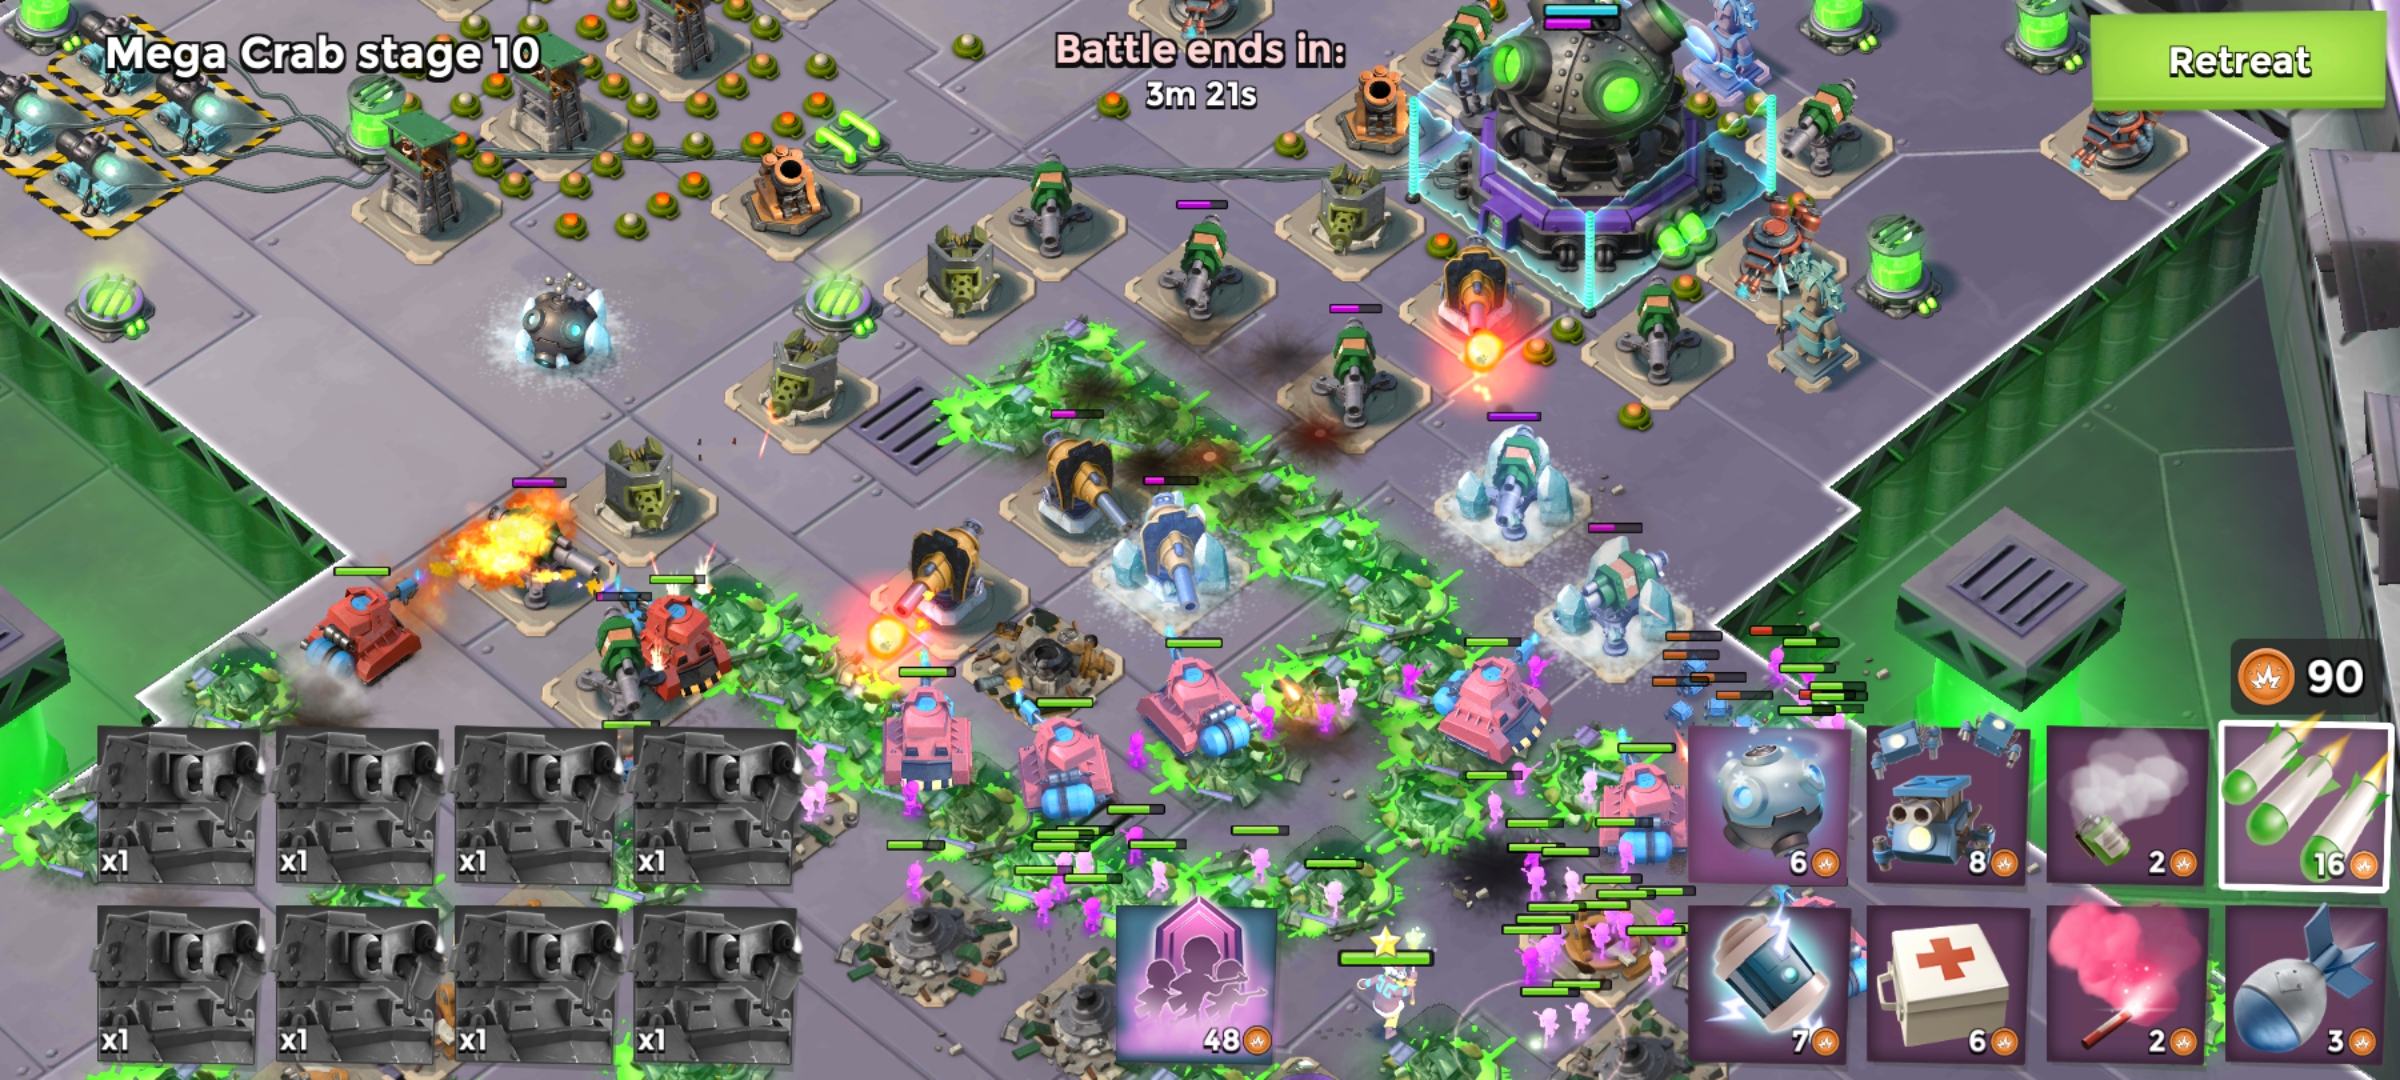 Mega Crab stage 10
Battle ends in:
3m 21s
Retreat
90
x1
x1
x1
x1
6
8
2
16
x1
x1
x1
x1
48
7
6
2
3